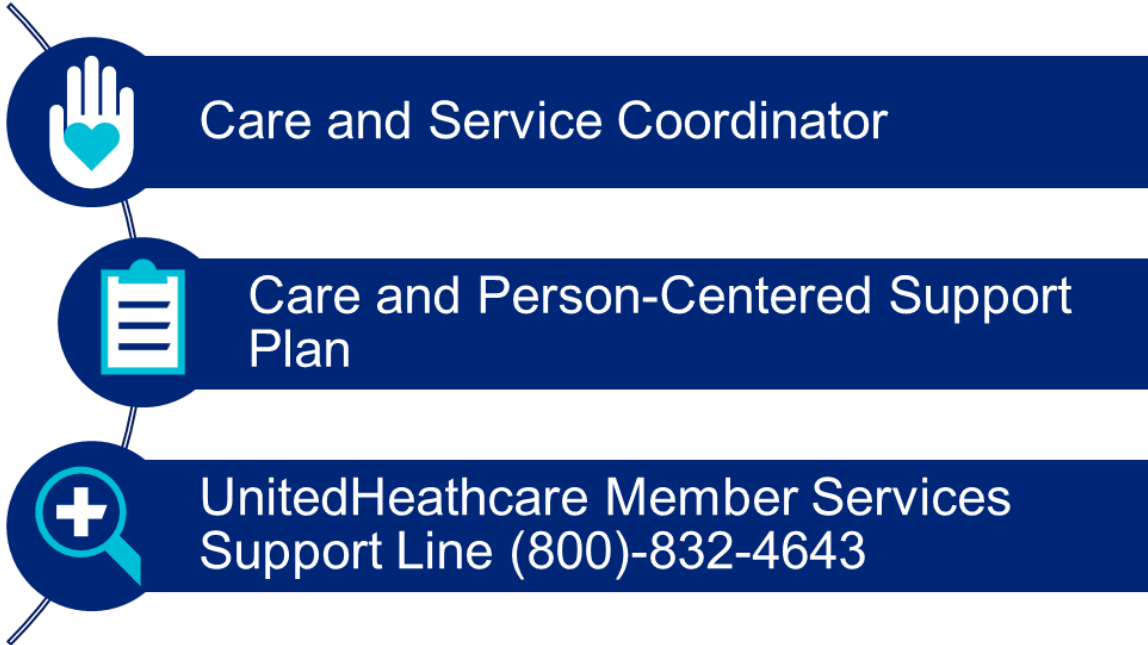 Care and Service Coordinator
Care and Person-Centered Support
Plan
UnitedHeathcare Member Services
Support Line (800)-832-4643